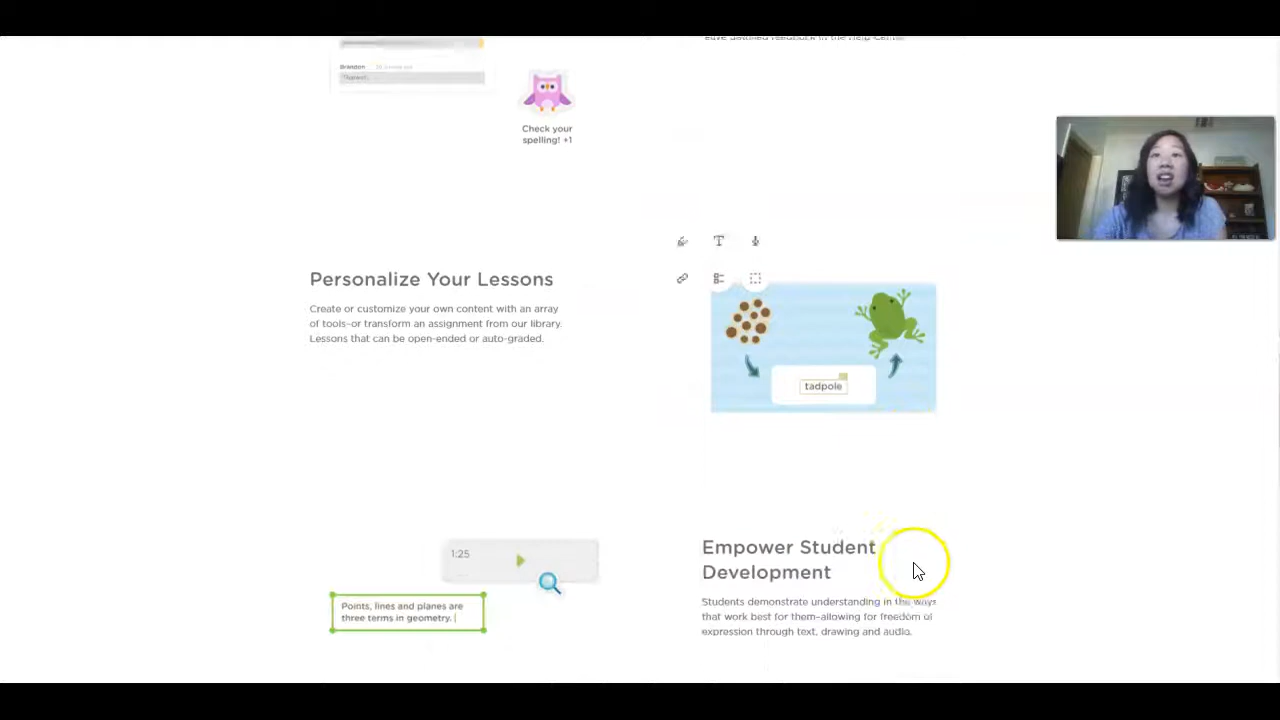 Brandon
Check your
spelling! +1
Personalize Your Lessons
Create or customize your own content with an array
of tools–or transform an assignment from our library.
Lessons that can be open-ended or auto-graded.
tadpole
1:25
Points, lines and planes are
three terms in geometry.
Empower Student
Development
Students demonstrate understanding in the ways
that work best for them–allowing for freedom of
expression through text, drawing and audio.